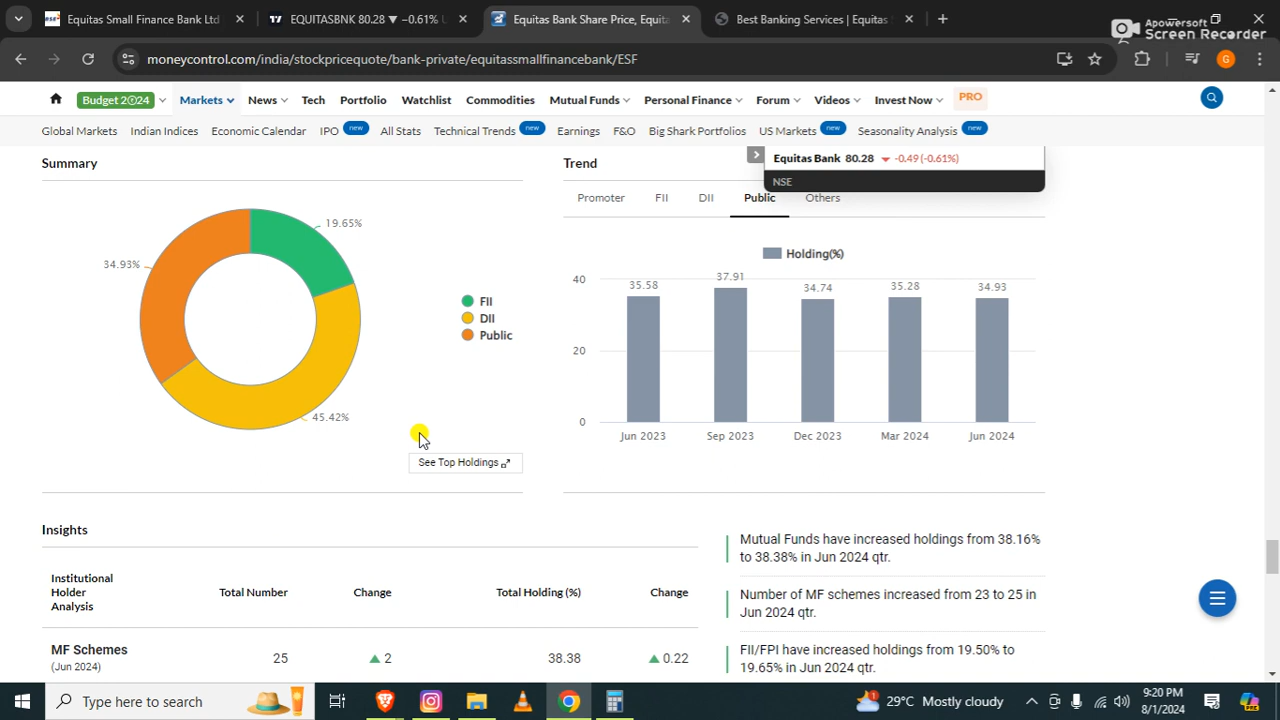 Equitas Small Finance Bank Ltd
EQUITASBNK 80.28 ▼ −0.61%
Equitas Bank Share Price, Equita
Best Banking Services | Equitas
Apowersoft
Screen Recorder
moneycontrol.com/india/stockpricequote/bank-private/equitassmallfinancebank/ESF
G
Budget 2024
Markets
News
Tech
Portfolio
Watchlist
Commodities
Mutual Funds
Personal Finance
Forum
Videos
Invest Now
PRO
Global Markets
Indian Indices
Economic Calendar
IPO new
All Stats
Technical Trends new
Earnings
F&O
Big Shark Portfolios
US Markets new
Seasonality Analysis new
Summary
Trend
Equitas Bank 80.28 ▼ -0.49 (-0.61%)
NSE
Promoter
FII
DII
Public
Others
19.65%
34.93%
45.42%
FII
DII
Public
See Top Holdings
Holding(%)
40
20
0
35.58
37.91
34.74
35.28
34.93
Jun 2023
Sep 2023
Dec 2023
Mar 2024
Jun 2024
Insights
Institutional
Holder
Analysis
Total Number
Change
Total Holding (%)
Change
MF Schemes
(Jun 2024)
25
▲ 2
38.38
▲ 0.22
Mutual Funds have increased holdings from 38.16%
to 38.38% in Jun 2024 qtr.
Number of MF schemes increased from 23 to 25 in
Jun 2024 qtr.
FII/FPI have increased holdings from 19.50% to
19.65% in Jun 2024 qtr.
Type here to search
29°C Mostly cloudy
9:20 PM
8/1/2024
PRE